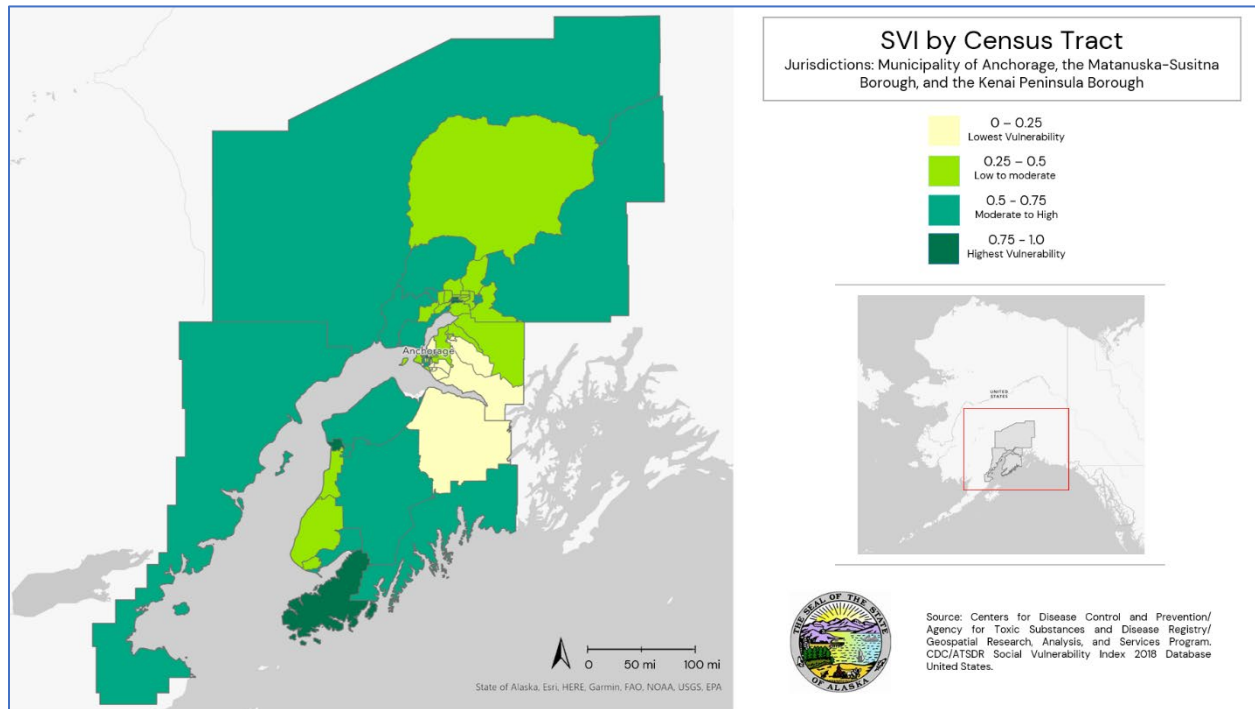 SVI by Census Tract
Jurisdictions: Municipality of Anchorage, the Matanuska-Susitna
Borough, and the Kenai Peninsula Borough
0 – 0.25
Lowest Vulnerability
0.25 – 0.5
Low to moderate
0.5 - 0.75
Moderate to High
0.75 - 1.0
Highest Vulnerability
Anchorage
UNITED
STATES
0 50 mi 100 mi
State of Alaska, Esri, HERE, Garmin, FAO, NOAA, USGS, EPA
THE SEAL OF THE STATE
OF ALASKA
Source: Centers for Disease Control and Prevention/
Agency for Toxic Substances and Disease Registry/
Geospatial Research, Analysis, and Services Program.
CDC/ATSDR Social Vulnerability Index 2018 Database
United States.